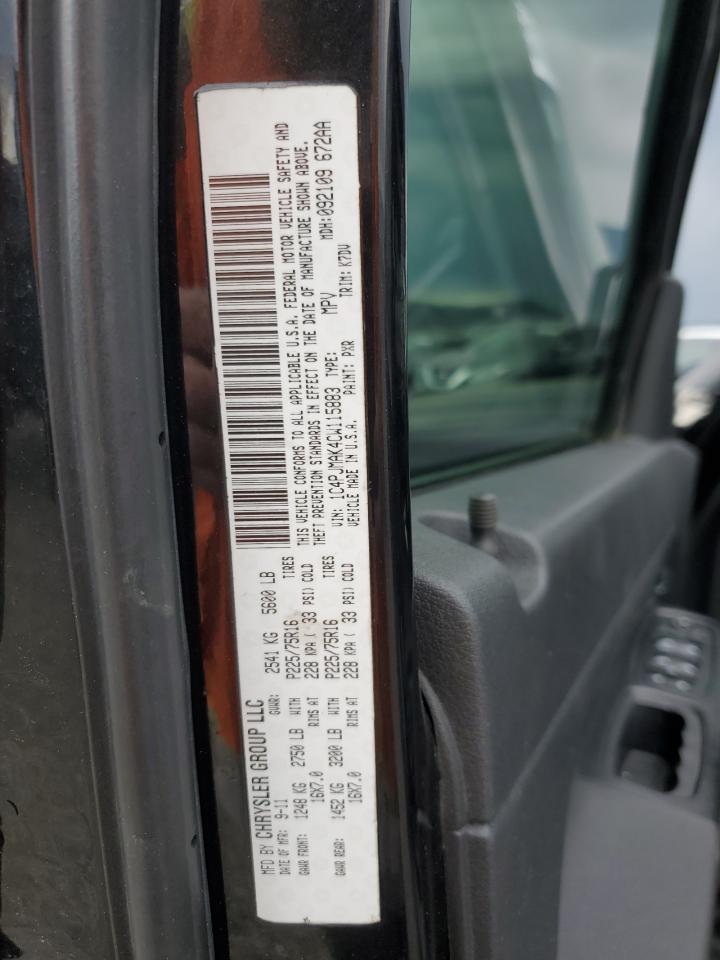 MFD BY CHRYSLER GROUP LLC
DATE OF MFR: 9-11 GVWR: 2541 KG 5600 LB
GAWR FRONT: 1248 KG 2750 LB WITH P225/75R16 TIRES
16X7.0 RIMS AT 228 KPA ( 33 PSI) COLD
GAWR REAR: 1452 KG 3200 LB WITH P225/75R16 TIRES
16X7.0 RIMS AT 228 KPA ( 33 PSI) COLD
THIS VEHICLE CONFORMS TO ALL APPLICABLE U.S.A. FEDERAL MOTOR VEHICLE SAFETY AND
THEFT PREVENTION STANDARDS IN EFFECT ON THE DATE OF MANUFACTURE SHOWN ABOVE.
VIN: 1C4PJMAK4CW115883 TYPE: MPV MDH:092109 672AA
VEHICLE MADE IN U.S.A. PAINT: PXR TRIM: K7DV